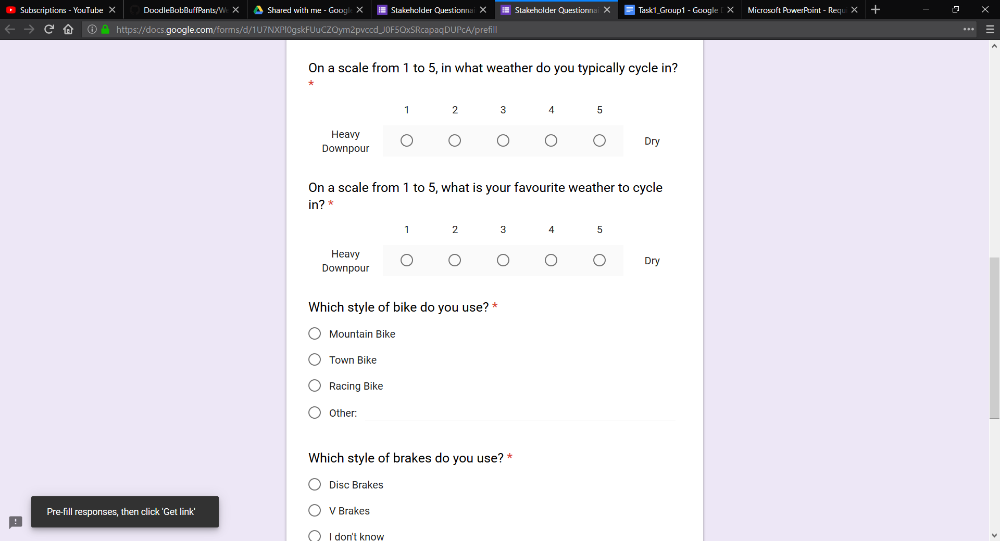 Subscriptions - YouTube
DoodleBobBuffPants/We
Shared with me - Google
Stakeholder Questionnai
Stakeholder Questionnai
Task1_Group1 - Google D
Microsoft PowerPoint - Requ
https://docs.google.com/forms/d/1U7NXPl0gskFUuCZQym2pvccd_J0F5QxSRcapaqDUPcA/prefill
On a scale from 1 to 5, in what weather do you typically cycle in?
*
1 2 3 4 5
Heavy
Downpour
Dry
On a scale from 1 to 5, what is your favourite weather to cycle
in? *
1 2 3 4 5
Heavy
Downpour
Dry
Which style of bike do you use? *
Mountain Bike
Town Bike
Racing Bike
Other:
Which style of brakes do you use? *
Disc Brakes
V Brakes
I don't know
Pre-fill responses, then click 'Get link'